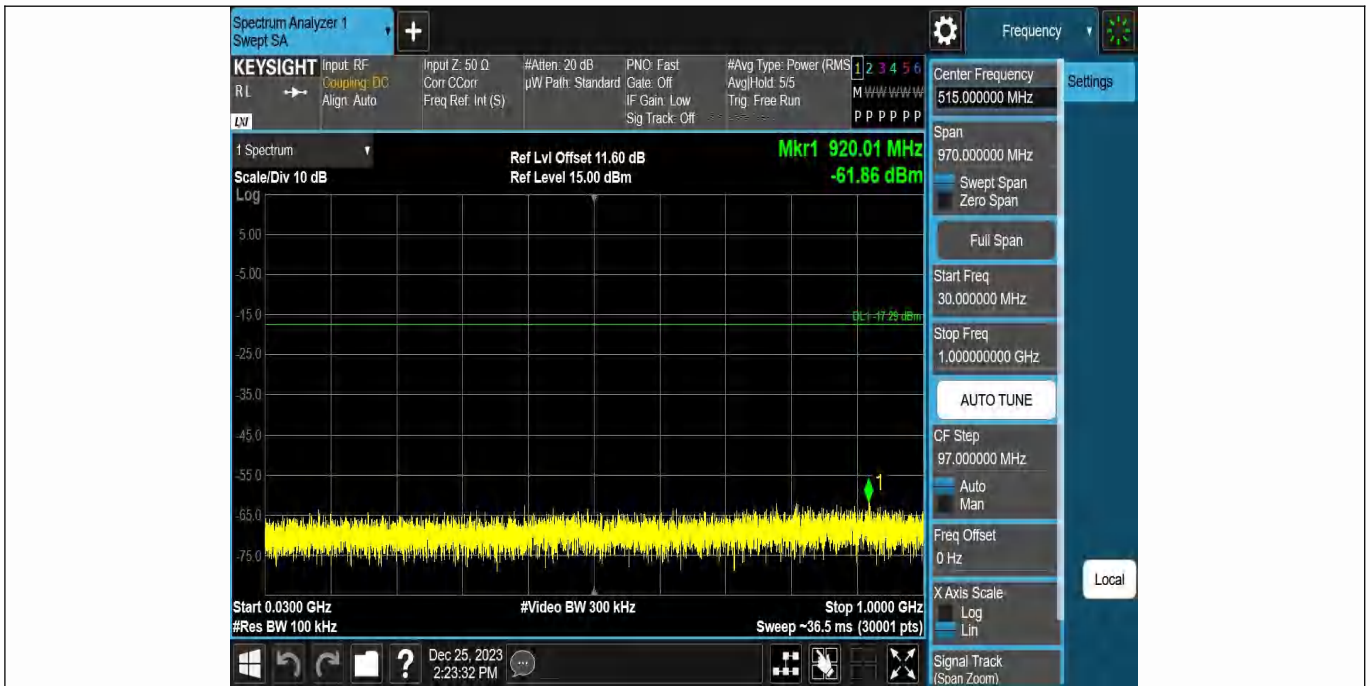 Spectrum Analyzer 1
Swept SA
+
Frequency
KEYSIGHT
RL
LXI
Input: RF
Coupling: DC
Align: Auto
Input Z: 50 Ω
Corr CCorr
Freq Ref: Int (S)
#Atten: 20 dB
µW Path: Standard
PNO: Fast
Gate: Off
IF Gain: Low
Sig Track: Off
#Avg Type: Power (RMS
Avg|Hold: 5/5
Trig: Free Run
1 2 3 4 5 6
M W W W W W
P P P P P P
1 Spectrum
Scale/Div 10 dB
Ref Lvl Offset 11.60 dB
Ref Level 15.00 dBm
Mkr1 920.01 MHz
-61.86 dBm
Log
5.00
-5.00
-15.0
DL1 -17.29 dBm
-25.0
-35.0
-45.0
-55.0
1
-65.0
-75.0
Start 0.0300 GHz
#Video BW 300 kHz
Stop 1.0000 GHz
#Res BW 100 kHz
Sweep ~36.5 ms (30001 pts)
Center Frequency
515.000000 MHz
Settings
Span
970.000000 MHz
Swept Span
Zero Span
Full Span
Start Freq
30.000000 MHz
Stop Freq
1.000000000 GHz
AUTO TUNE
CF Step
97.000000 MHz
Auto
Man
Freq Offset
0 Hz
X Axis Scale
Log
Lin
Local
Signal Track
(Span Zoom)
?
Dec 25, 2023
2:23:32 PM